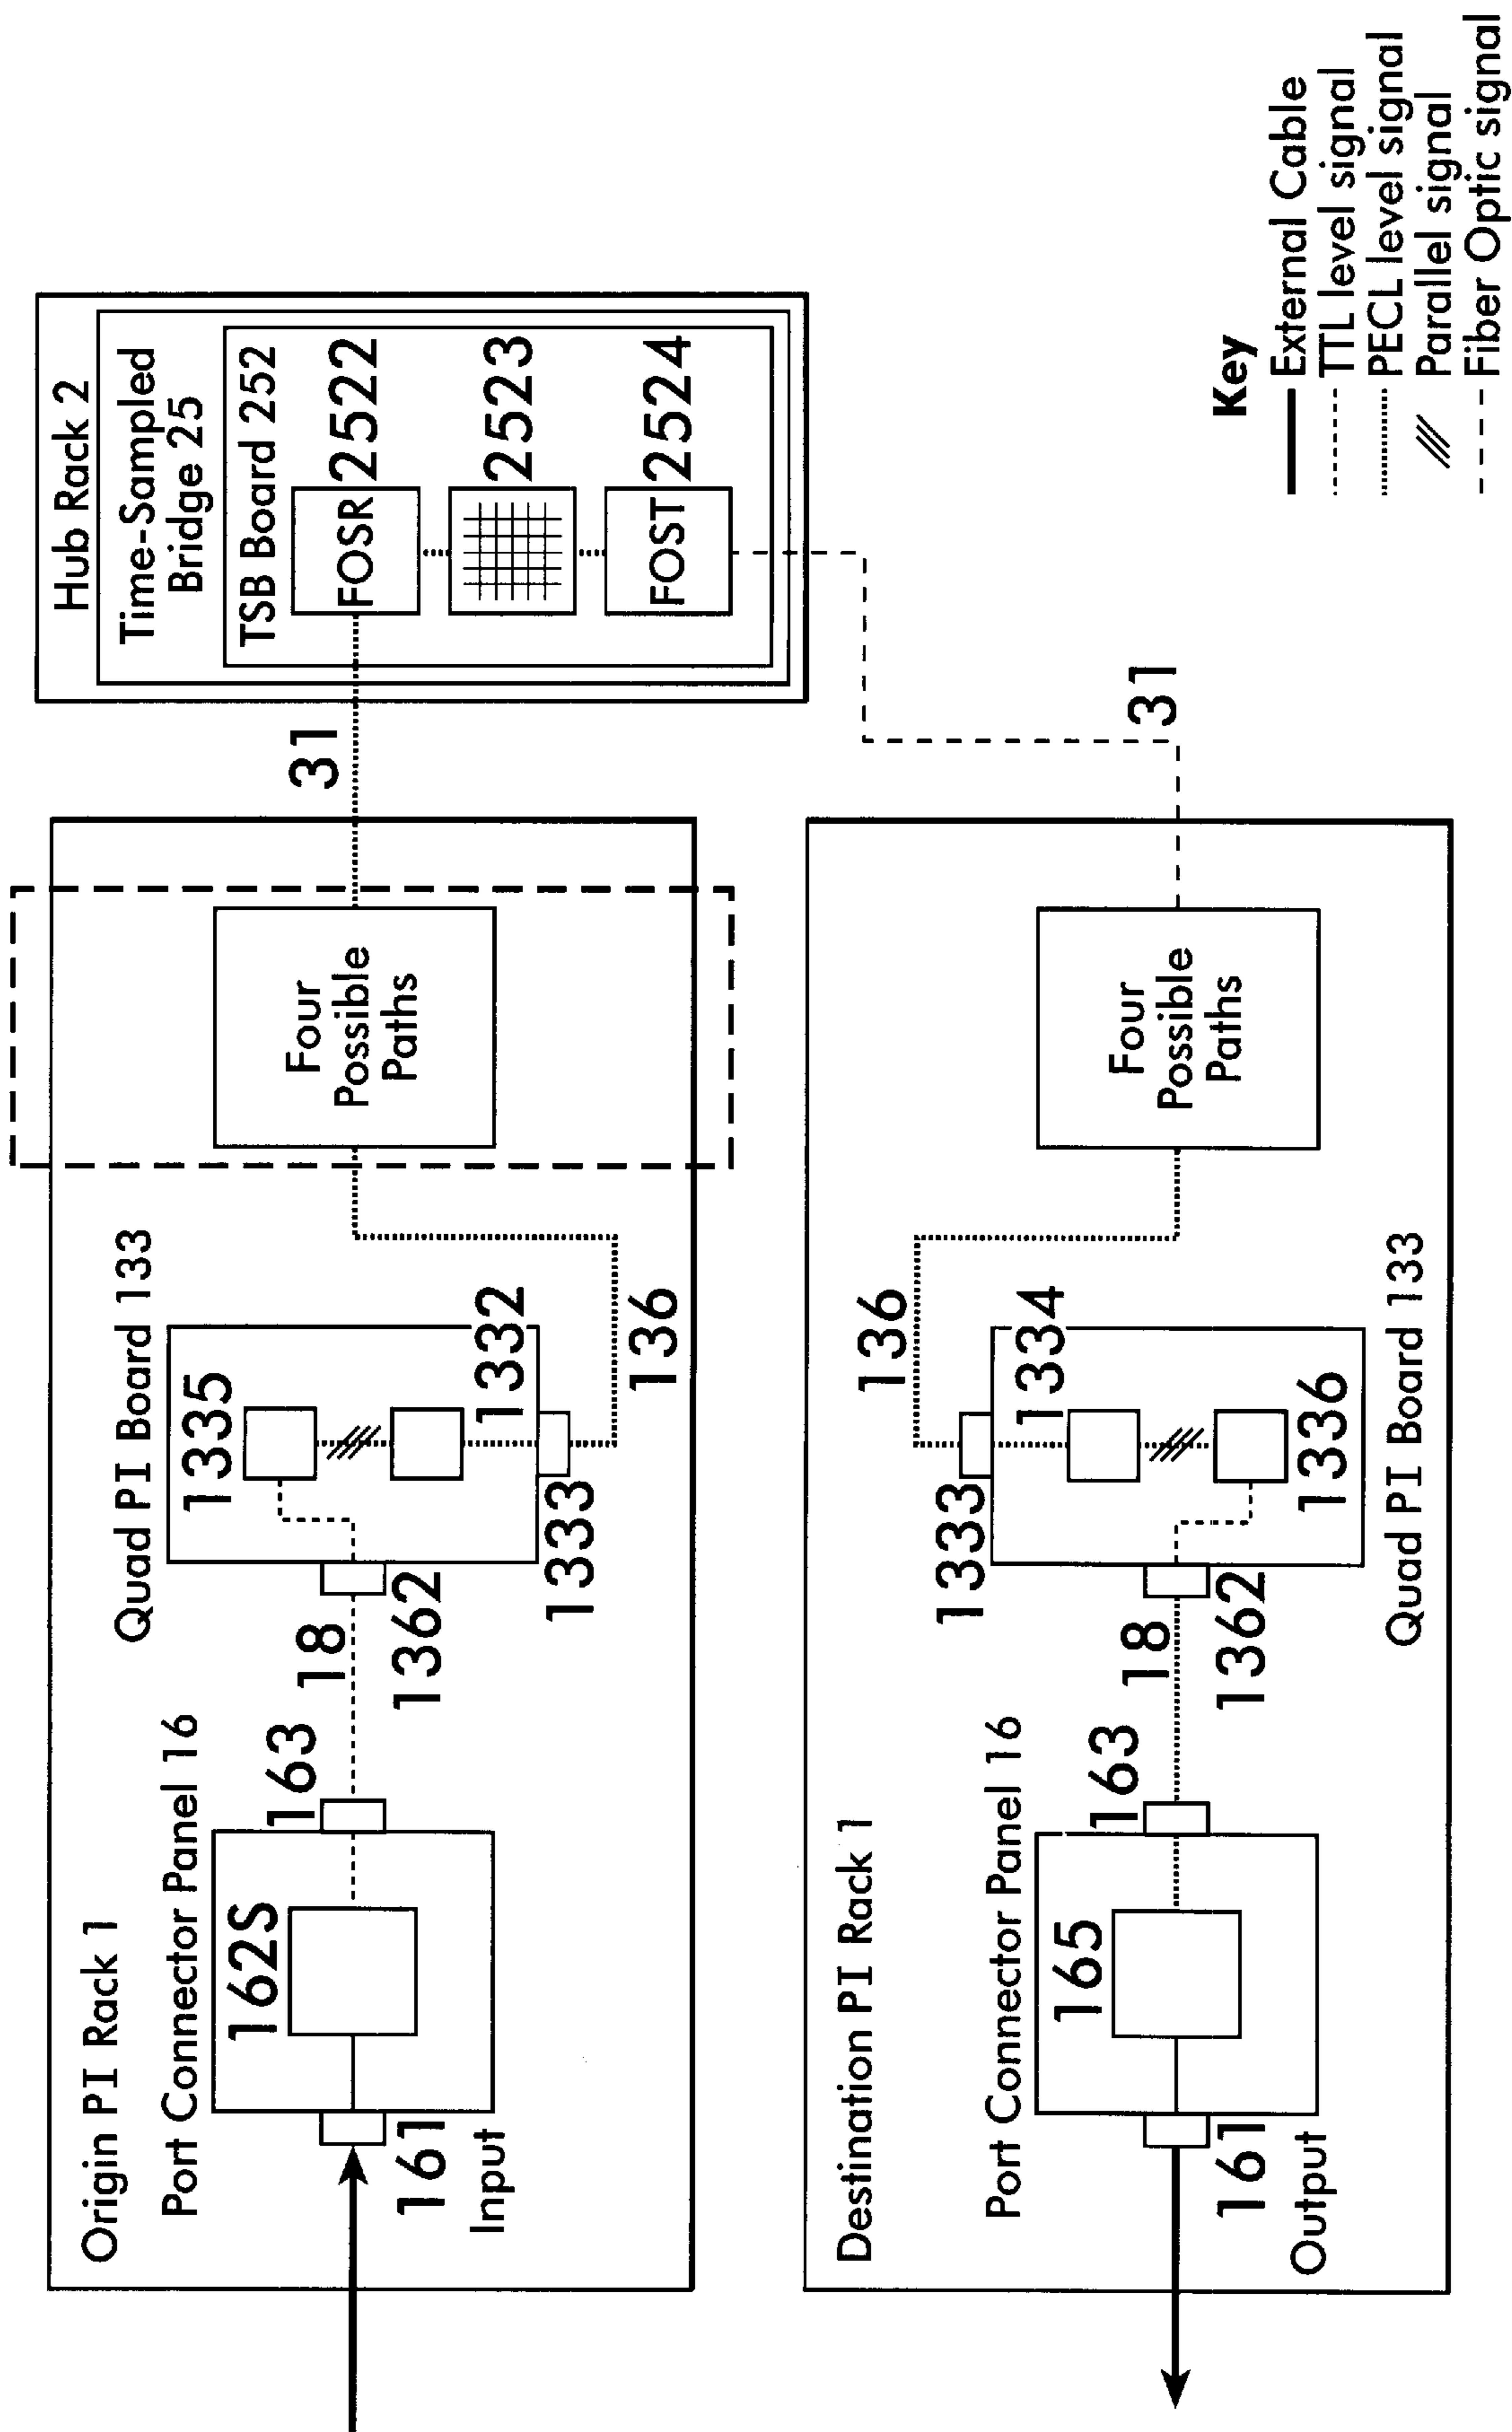 Origin PI Rack 1
Port Connector Panel 16
162S
161
Input
163
18
1362
Quad PI Board 133
1335
1332
1333
136
Four
Possible
Paths
31
Hub Rack 2
Time-Sampled
Bridge 25
TSB Board 252
FOSR
2522
2523
FOST
2524
Destination PI Rack 1
Port Connector Panel 16
165
161
Output
163
18
1362
1333
136
1334
1336
Quad PI Board 133
Four
Possible
Paths
31
Key
External Cable
TTL level signal
PECL level signal
Parallel signal
Fiber Optic signal